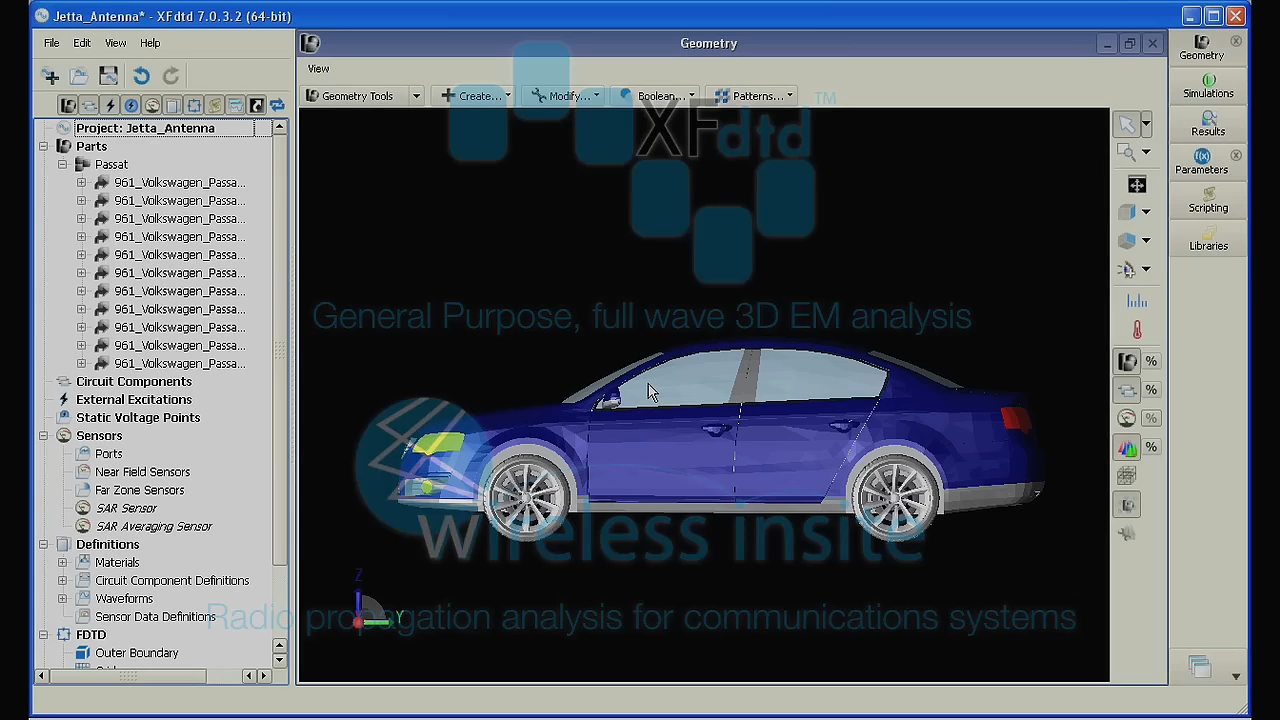 Jetta_Antenna* - XFdtd 7.0.3.2 (64-bit)
File Edit View Help
Geometry
View
Geometry Tools Create... Modify... Boolean... Patterns...
Project: Jetta_Antenna
Parts
Passat
961_Volkswagen_Passa...
961_Volkswagen_Passa...
961_Volkswagen_Passa...
961_Volkswagen_Passa...
961_Volkswagen_Passa...
961_Volkswagen_Passa...
961_Volkswagen_Passa...
961_Volkswagen_Passa...
961_Volkswagen_Passa...
961_Volkswagen_Passa...
961_Volkswagen_Passa...
Circuit Components
External Excitations
Static Voltage Points
Sensors
Ports
Near Field Sensors
Far Zone Sensors
SAR Sensor
SAR Averaging Sensor
Definitions
Materials
Circuit Component Definitions
Waveforms
Sensor Data Definitions
FDTD
Outer Boundary
XFdtd™
General Purpose, full wave 3D EM analysis
wireless insite
Radio propagation analysis for communications systems
Z
Y
%
%
%
%
Geometry
Simulations
Results
f(x)
Parameters
Scripting
Libraries